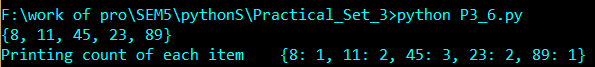 F:\work of pro\SEM5\pythonS\Practical_Set_3>python P3_6.py
{8, 11, 45, 23, 89}
Printing count of each item    {8: 1, 11: 2, 45: 3, 23: 2, 89: 1}